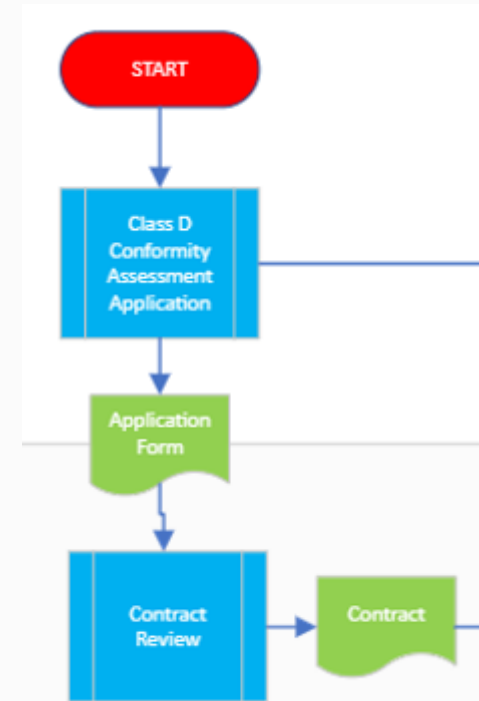 START
Class D
Conformity
Assessment
Application
Application
Form
Contract
Review
Contract